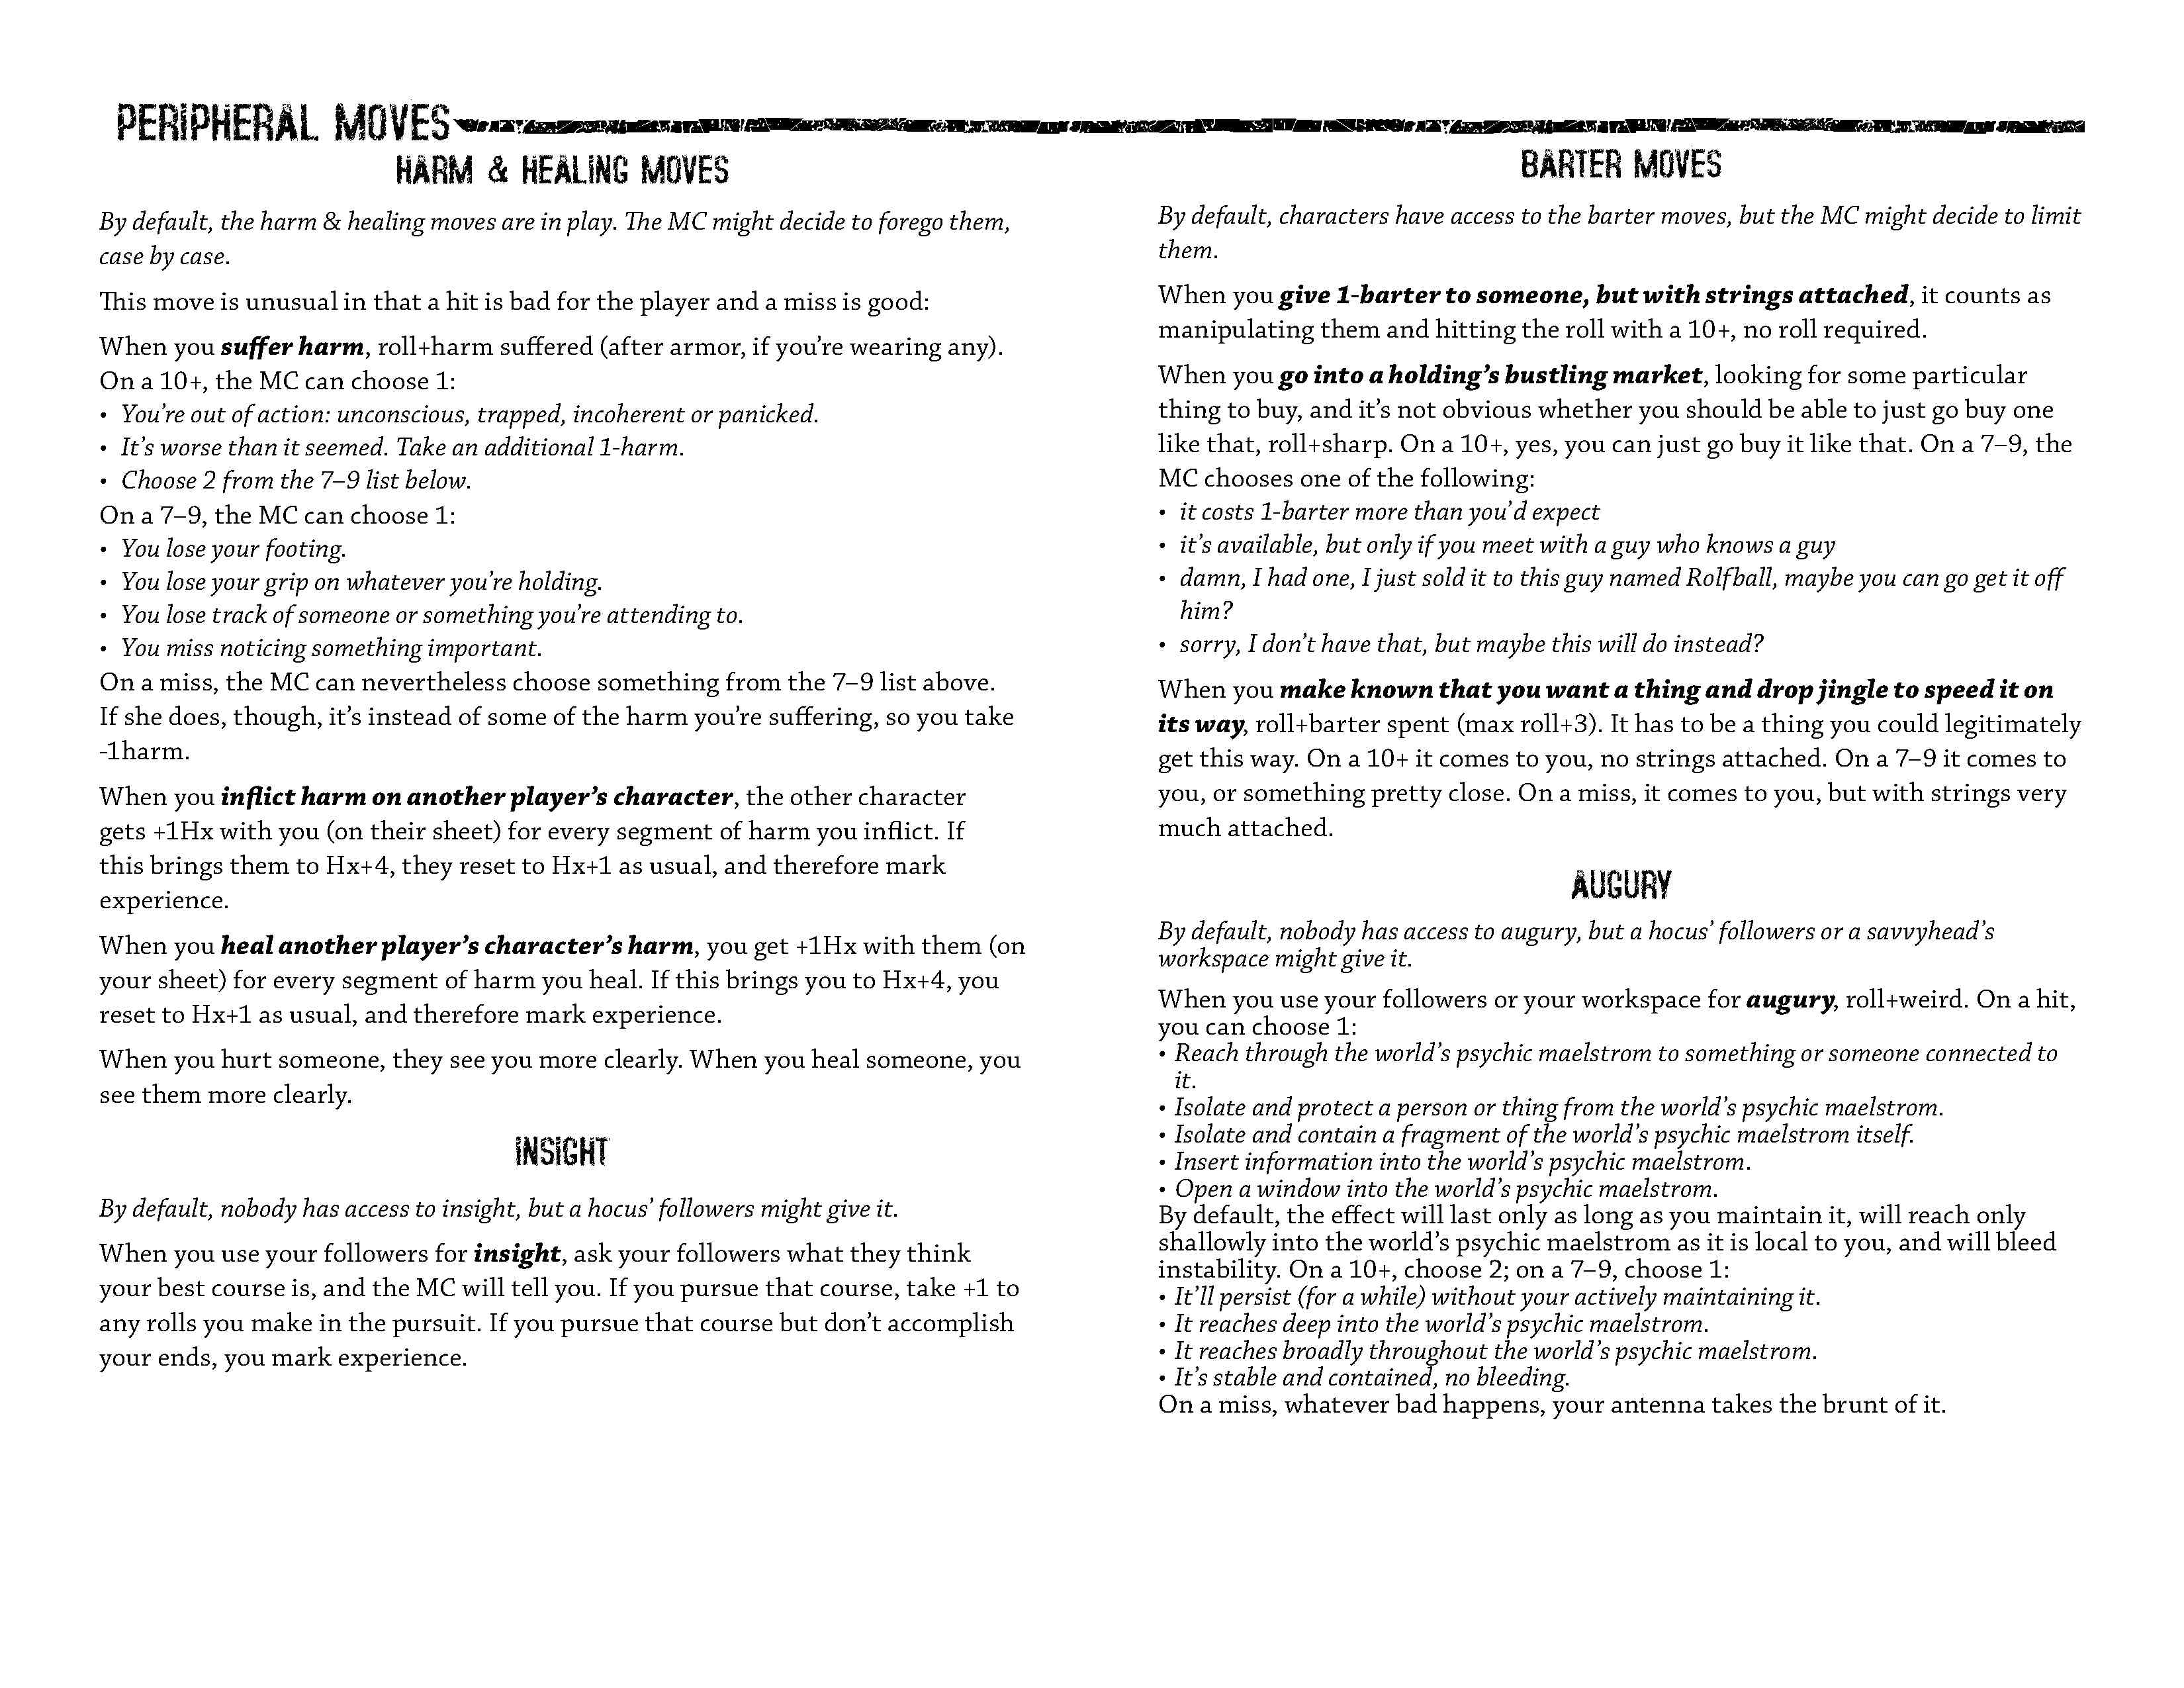 PERIPHERAL MOVES
HARM & HEALING MOVES
By default, the harm & healing moves are in play. The MC might decide to forego them,
case by case.
This move is unusual in that a hit is bad for the player and a miss is good:
When you suffer harm, roll+harm suffered (after armor, if you're wearing any).
On a 10+, the MC can choose 1:
• You're out of action: unconscious, trapped, incoherent or panicked.
• It's worse than it seemed. Take an additional 1-harm.
• Choose 2 from the 7–9 list below.
On a 7–9, the MC can choose 1:
• You lose your footing.
• You lose your grip on whatever you're holding.
• You lose track of someone or something you're attending to.
• You miss noticing something important.
On a miss, the MC can nevertheless choose something from the 7–9 list above.
If she does, though, it's instead of some of the harm you're suffering, so you take
-1harm.
When you inflict harm on another player's character, the other character
gets +1Hx with you (on their sheet) for every segment of harm you inflict. If
this brings them to Hx+4, they reset to Hx+1 as usual, and therefore mark
experience.
When you heal another player's character's harm, you get +1Hx with them (on
your sheet) for every segment of harm you heal. If this brings you to Hx+4, you
reset to Hx+1 as usual, and therefore mark experience.
When you hurt someone, they see you more clearly. When you heal someone, you
see them more clearly.
INSIGHT
By default, nobody has access to insight, but a hocus' followers might give it.
When you use your followers for insight, ask your followers what they think
your best course is, and the MC will tell you. If you pursue that course, take +1 to
any rolls you make in the pursuit. If you pursue that course but don't accomplish
your ends, you mark experience.
BARTER MOVES
By default, characters have access to the barter moves, but the MC might decide to limit
them.
When you give 1-barter to someone, but with strings attached, it counts as
manipulating them and hitting the roll with a 10+, no roll required.
When you go into a holding's bustling market, looking for some particular
thing to buy, and it's not obvious whether you should be able to just go buy one
like that, roll+sharp. On a 10+, yes, you can just go buy it like that. On a 7–9, the
MC chooses one of the following:
• it costs 1-barter more than you'd expect
• it's available, but only if you meet with a guy who knows a guy
• damn, I had one, I just sold it to this guy named Rolfball, maybe you can go get it off
him?
• sorry, I don't have that, but maybe this will do instead?
When you make known that you want a thing and drop jingle to speed it on
its way, roll+barter spent (max roll+3). It has to be a thing you could legitimately
get this way. On a 10+ it comes to you, no strings attached. On a 7–9 it comes to
you, or something pretty close. On a miss, it comes to you, but with strings very
much attached.
AUGURY
By default, nobody has access to augury, but a hocus' followers or a savvyhead's
workspace might give it.
When you use your followers or your workspace for augury, roll+weird. On a hit,
you can choose 1:
• Reach through the world's psychic maelstrom to something or someone connected to
it.
• Isolate and protect a person or thing from the world's psychic maelstrom.
• Isolate and contain a fragment of the world's psychic maelstrom itself.
• Insert information into the world's psychic maelstrom.
• Open a window into the world's psychic maelstrom.
By default, the effect will last only as long as you maintain it, will reach only
shallowly into the world's psychic maelstrom as it is local to you, and will bleed
instability. On a 10+, choose 2; on a 7–9, choose 1:
• It'll persist (for a while) without your actively maintaining it.
• It reaches deep into the world's psychic maelstrom.
• It reaches broadly throughout the world's psychic maelstrom.
• It's stable and contained, no bleeding.
On a miss, whatever bad happens, your antenna takes the brunt of it.